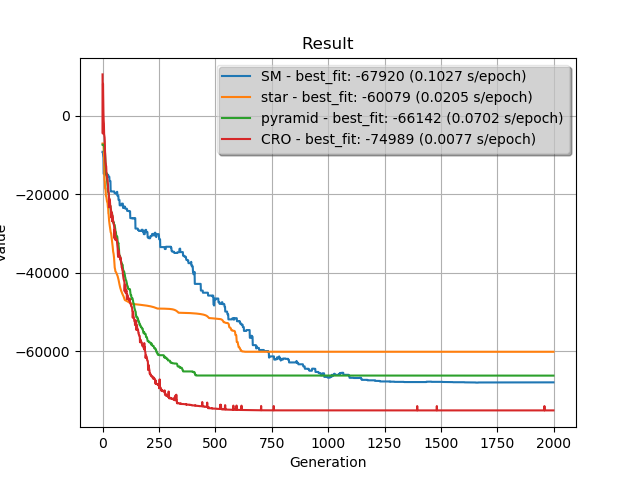 Result
SM - best_fit: -67920 (0.1027 s/epoch)
star - best_fit: -60079 (0.0205 s/epoch)
pyramid - best_fit: -66142 (0.0702 s/epoch)
CRO - best_fit: -74989 (0.0077 s/epoch)
0
−20000
−40000
−60000
Value
0 250 500 750 1000 1250 1500 1750 2000
Generation